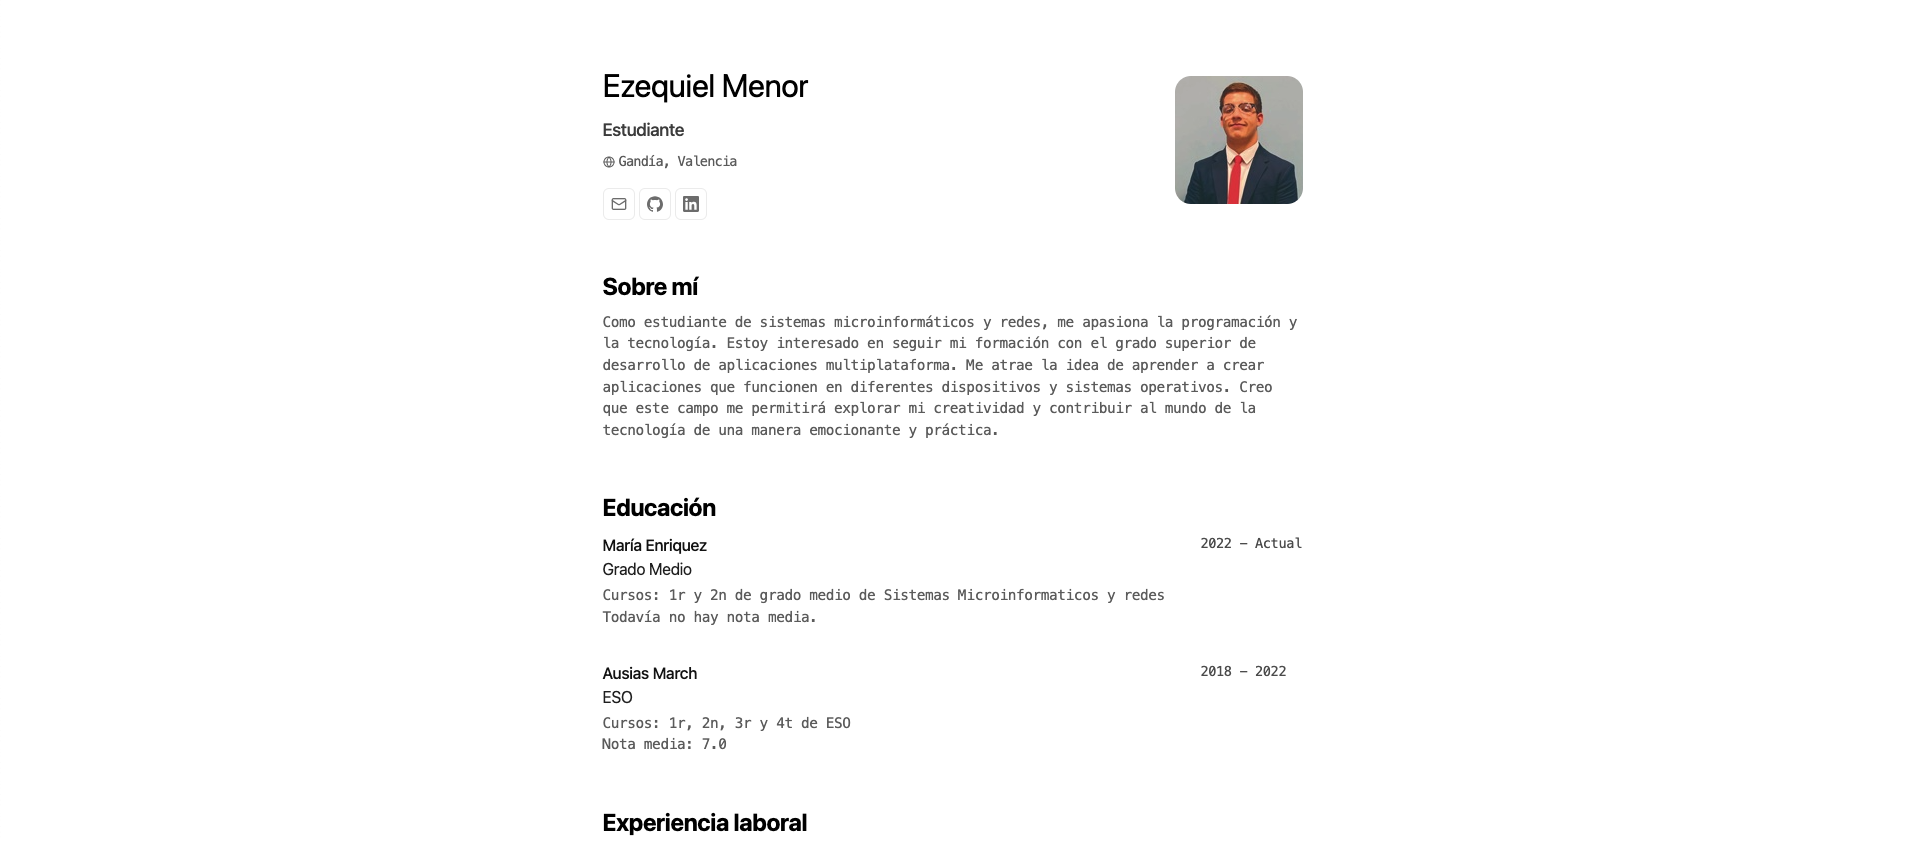 Ezequiel Menor
Estudiante
Gandía, Valencia
Sobre mí
Como estudiante de sistemas microinformáticos y redes, me apasiona la programación y
la tecnología. Estoy interesado en seguir mi formación con el grado superior de
desarrollo de aplicaciones multiplataforma. Me atrae la idea de aprender a crear
aplicaciones que funcionen en diferentes dispositivos y sistemas operativos. Creo
que este campo me permitirá explorar mi creatividad y contribuir al mundo de la
tecnología de una manera emocionante y práctica.
Educación
María Enriquez
2022 – Actual
Grado Medio
Cursos: 1r y 2n de grado medio de Sistemas Microinformaticos y redes
Todavía no hay nota media.
Ausias March
2018 – 2022
ESO
Cursos: 1r, 2n, 3r y 4t de ESO
Nota media: 7.0
Experiencia laboral